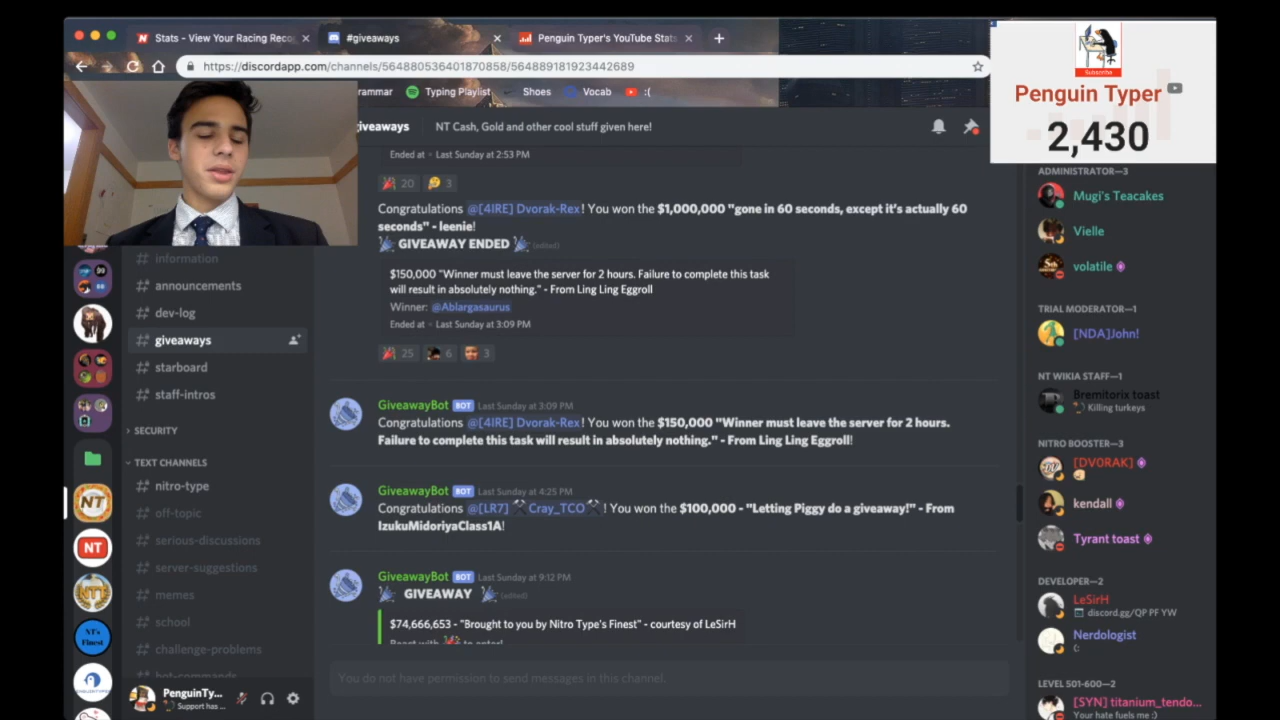 Stats - View Your Racing Reco
#giveaways
Penguin Typer's YouTube Stats
https://discordapp.com/channels/564880536401870858/564889181923442689
rammar
Typing Playlist
Shoes
Vocab
:(
Subscribe
Penguin Typer
2,430
giveaways
NT Cash, Gold and other cool stuff given here!
Ended at • Last Sunday at 2:53 PM
20
3
Congratulations @[4IRE] Dvorak-Rex! You won the $1,000,000 "gone in 60 seconds, except it's actually 60
seconds" - leenie!
GIVEAWAY ENDED (edited)
$150,000 "Winner must leave the server for 2 hours. Failure to complete this task
will result in absolutely nothing." - From Ling Ling Eggroll
Winner: @Ablargasaurus
Ended at • Last Sunday at 3:09 PM
25
6
3
GiveawayBot BOT Last Sunday at 3:09 PM
Congratulations @[4IRE] Dvorak-Rex! You won the $150,000 "Winner must leave the server for 2 hours.
Failure to complete this task will result in absolutely nothing." - From Ling Ling Eggroll!
GiveawayBot BOT Last Sunday at 4:25 PM
Congratulations @[LR7] Cray_TCO ! You won the $100,000 - "Letting Piggy do a giveaway!" - From
IzukuMidoriyaClass1A!
GiveawayBot BOT Last Sunday at 9:12 PM
GIVEAWAY (edited)
$74,666,653 - "Brought to you by Nitro Type's Finest" - courtesy of LeSirH
React with to enter!
You do not have permission to send messages in this channel.
information
announcements
dev-log
giveaways
starboard
staff-intros
SECURITY
TEXT CHANNELS
nitro-type
off-topic
serious-discussions
server-suggestions
memes
school
challenge-problems
bot-commands
NT
NT
NTT
NT's
Finest
PenguinTy...
Support has ...
ADMINISTRATOR—3
Mugi's Teacakes
Vielle
volatile
TRIAL MODERATOR—1
[NDA]John!
NT WIKIA STAFF—1
Bremitorix toast
Killing turkeys
NITRO BOOSTER—3
[DV0RAK]
kendall
Tyrant toast
DEVELOPER—2
LeSirH
discord.gg/QP PF YW
Nerdologist
(:
LEVEL 501-600—2
[SYN] titanium_tendo...
Your hate fuels me :)